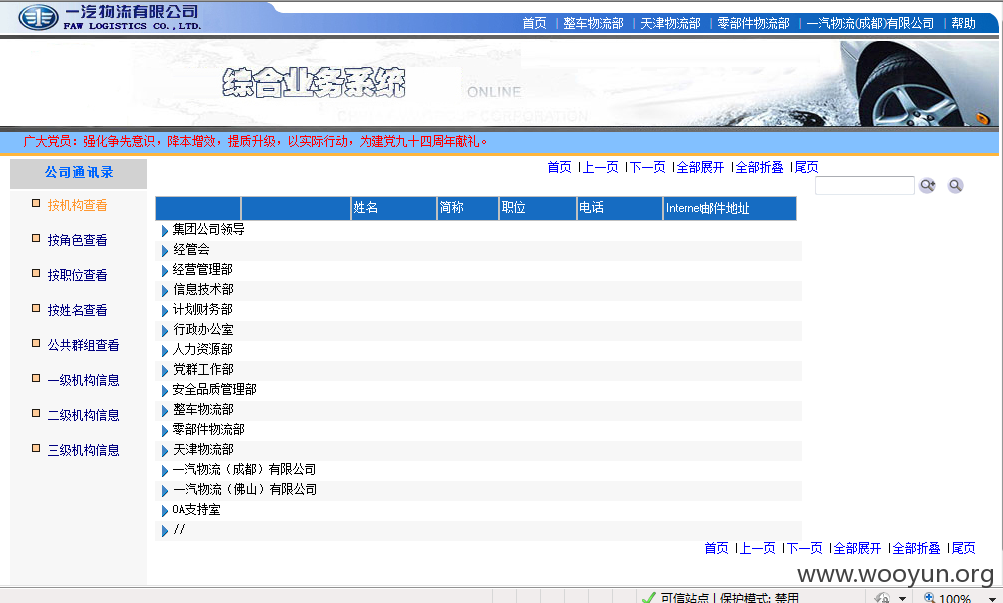 一汽物流有限公司
FAW LOGISTICS CO., LTD.
首页 | 整车物流部 | 天津物流部 | 零部件物流部 | 一汽物流(成都)有限公司 | 帮助
综合业务系统
ONLINE
CORPORATION
广大党员：强化争先意识，降本增效，提质升级，以实际行动，为建党九十四周年献礼。
公司通讯录
按机构查看
按角色查看
按职位查看
按姓名查看
公共群组查看
一级机构信息
二级机构信息
三级机构信息
首页 |上一页 |下一页 |全部展开 |全部折叠 |尾页
姓名 简称 职位 电话 Internet邮件地址
集团公司领导
经管会
经营管理部
信息技术部
计划财务部
行政办公室
人力资源部
党群工作部
安全品质管理部
整车物流部
零部件物流部
天津物流部
一汽物流（成都）有限公司
一汽物流（佛山）有限公司
OA支持室
//
首页 |上一页 |下一页 |全部展开 |全部折叠 |尾页
www.wooyun.org
可信站点 | 保护模式: 禁用
100%